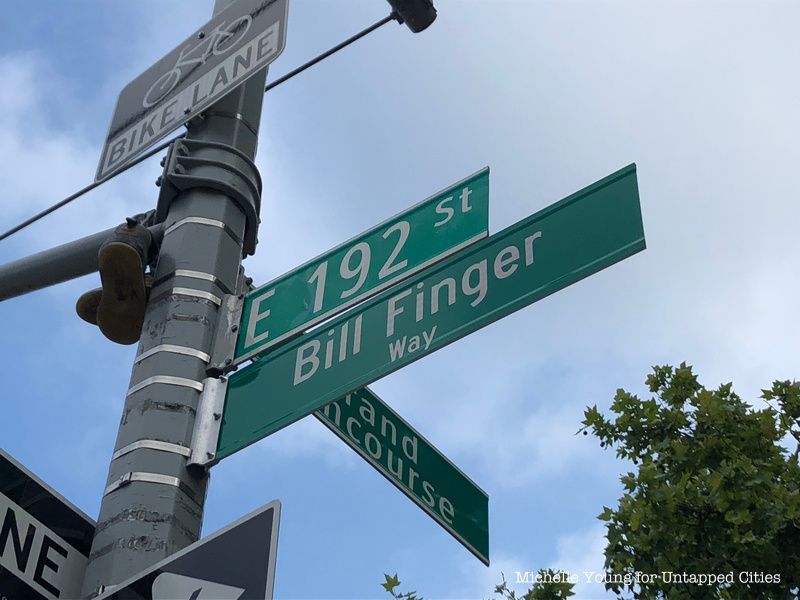 BIKE LANE
E 192 St
Bill Finger
Way
rand
ncourse
NE
Michelle Young for Untapped Cities